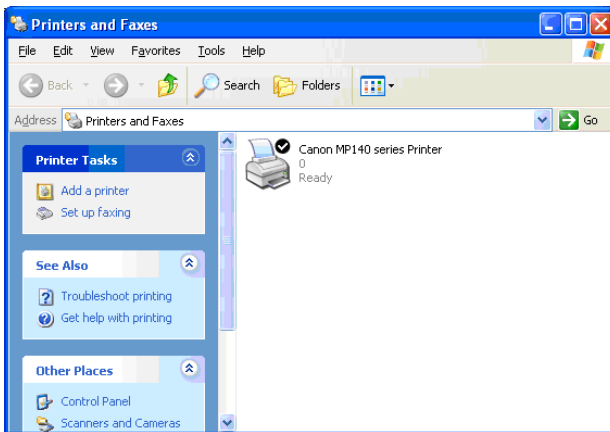 Printers and Faxes
File Edit View Favorites Tools Help
Back Search Folders
Address Printers and Faxes Go
Printer Tasks
Add a printer
Set up faxing
See Also
Troubleshoot printing
Get help with printing
Other Places
Control Panel
Scanners and Cameras
Canon MP140 series Printer
0
Ready